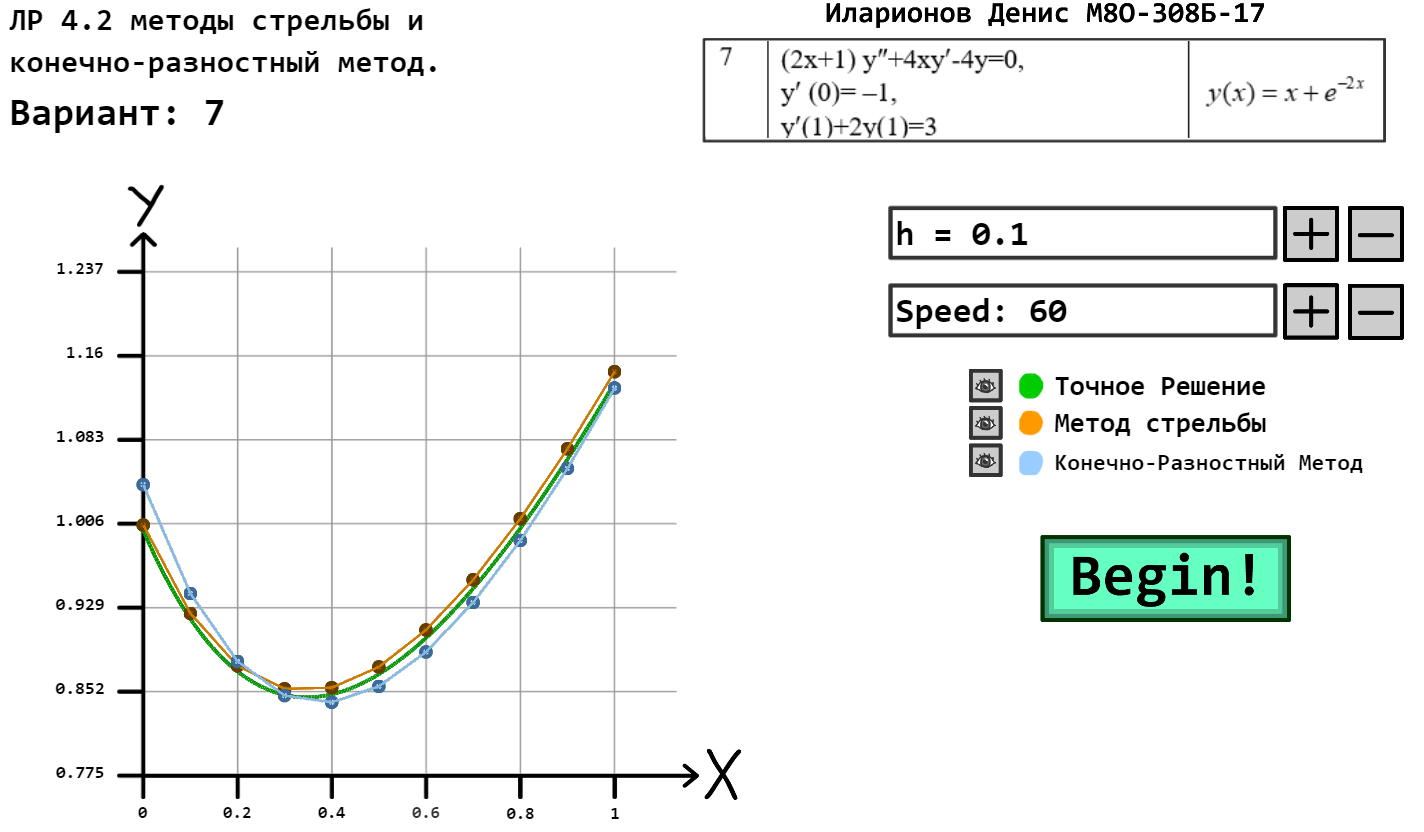 ЛР 4.2 методы стрельбы и
конечно-разностный метод.
Вариант: 7
Иларионов Денис М8О-308Б-17
7
(2x+1) y″+4xy′-4y=0,
y′ (0)= –1,
y′(1)+2y(1)=3
y(x) = x + e^{-2x}
Y
1.237
1.16
1.083
1.006
0.929
0.852
0.775
0 0.2 0.4 0.6 0.8 1
X
h = 0.1
+ −
Speed: 60
+ −
Точное Решение
Метод стрельбы
Конечно-Разностный Метод
Begin!